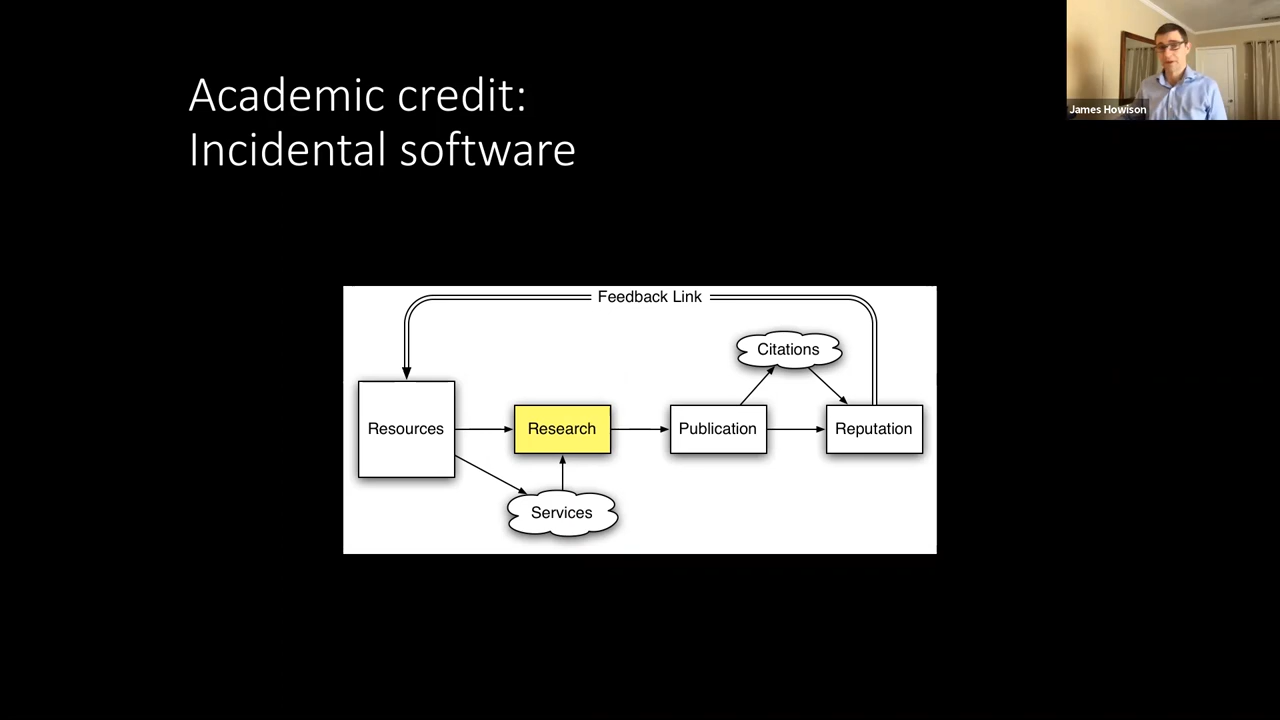 Academic credit:
Incidental software
James Howison
Feedback Link
Citations
Resources
Research
Publication
Reputation
Services